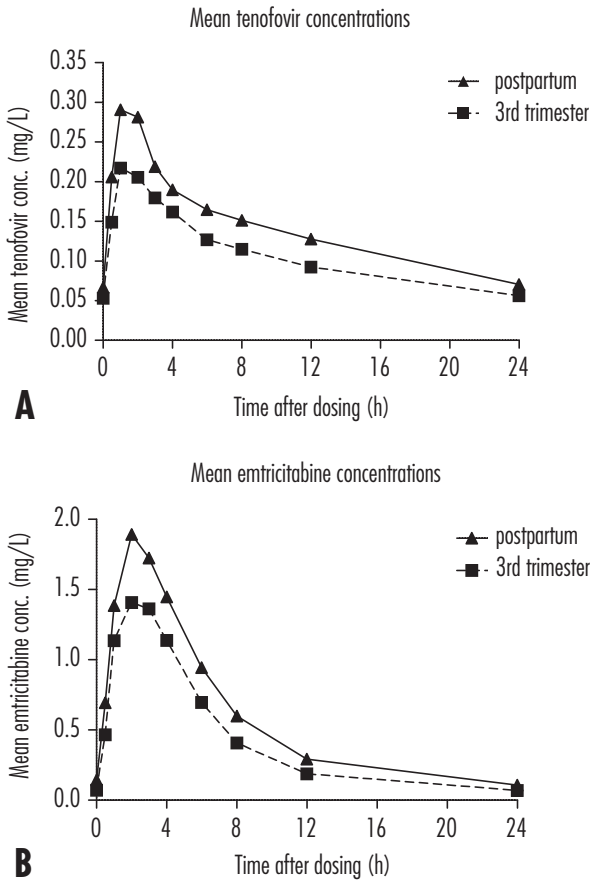 Mean tenofovir concentrations
0.35
0.30
0.25
0.20
0.15
0.10
0.05
0.00
Mean tenofovir conc. (mg/L)
postpartum
3rd trimester
0 4 8 12 16 20 24
Time after dosing (h)
A
Mean emtricitabine concentrations
2.0
1.5
1.0
0.5
0.0
Mean emtricitabine conc. (mg/L)
postpartum
3rd trimester
0 4 8 12 16 20 24
Time after dosing (h)
B